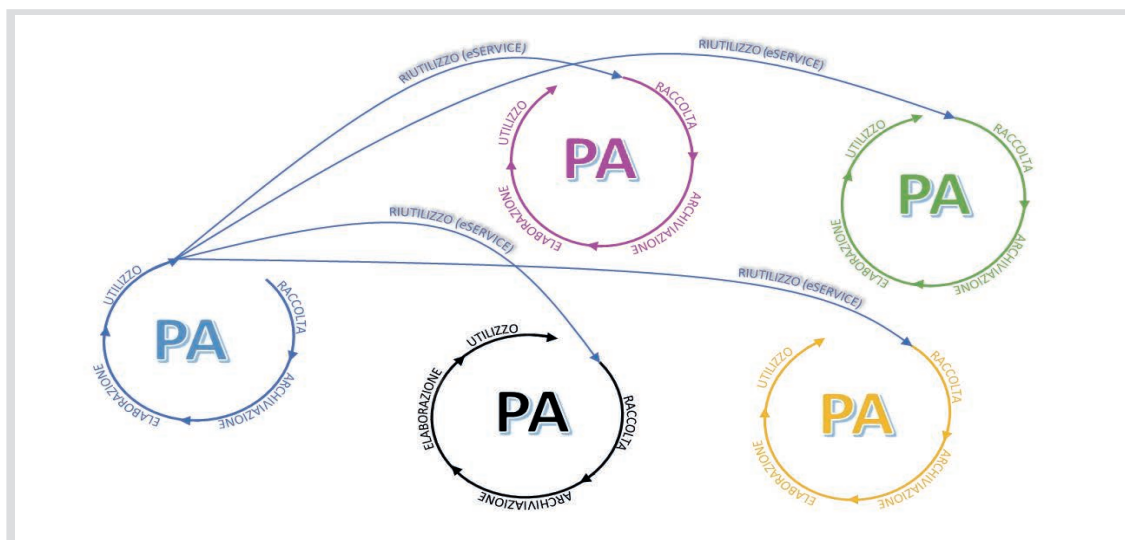 RIUTILIZZO (eSERVICE)
RIUTILIZZO (eSERVICE)
UTILIZZO
RACCOLTA
PA
ARCHIVIAZIONE
ELABORAZIONE
UTILIZZO
RACCOLTA
PA
ARCHIVIAZIONE
ELABORAZIONE
RIUTILIZZO (eSERVICE)
RIUTILIZZO (eSERVICE)
UTILIZZO
RACCOLTA
PA
ARCHIVIAZIONE
ELABORAZIONE
UTILIZZO
RACCOLTA
PA
ARCHIVIAZIONE
ELABORAZIONE
UTILIZZO
RACCOLTA
PA
ARCHIVIAZIONE
ELABORAZIONE